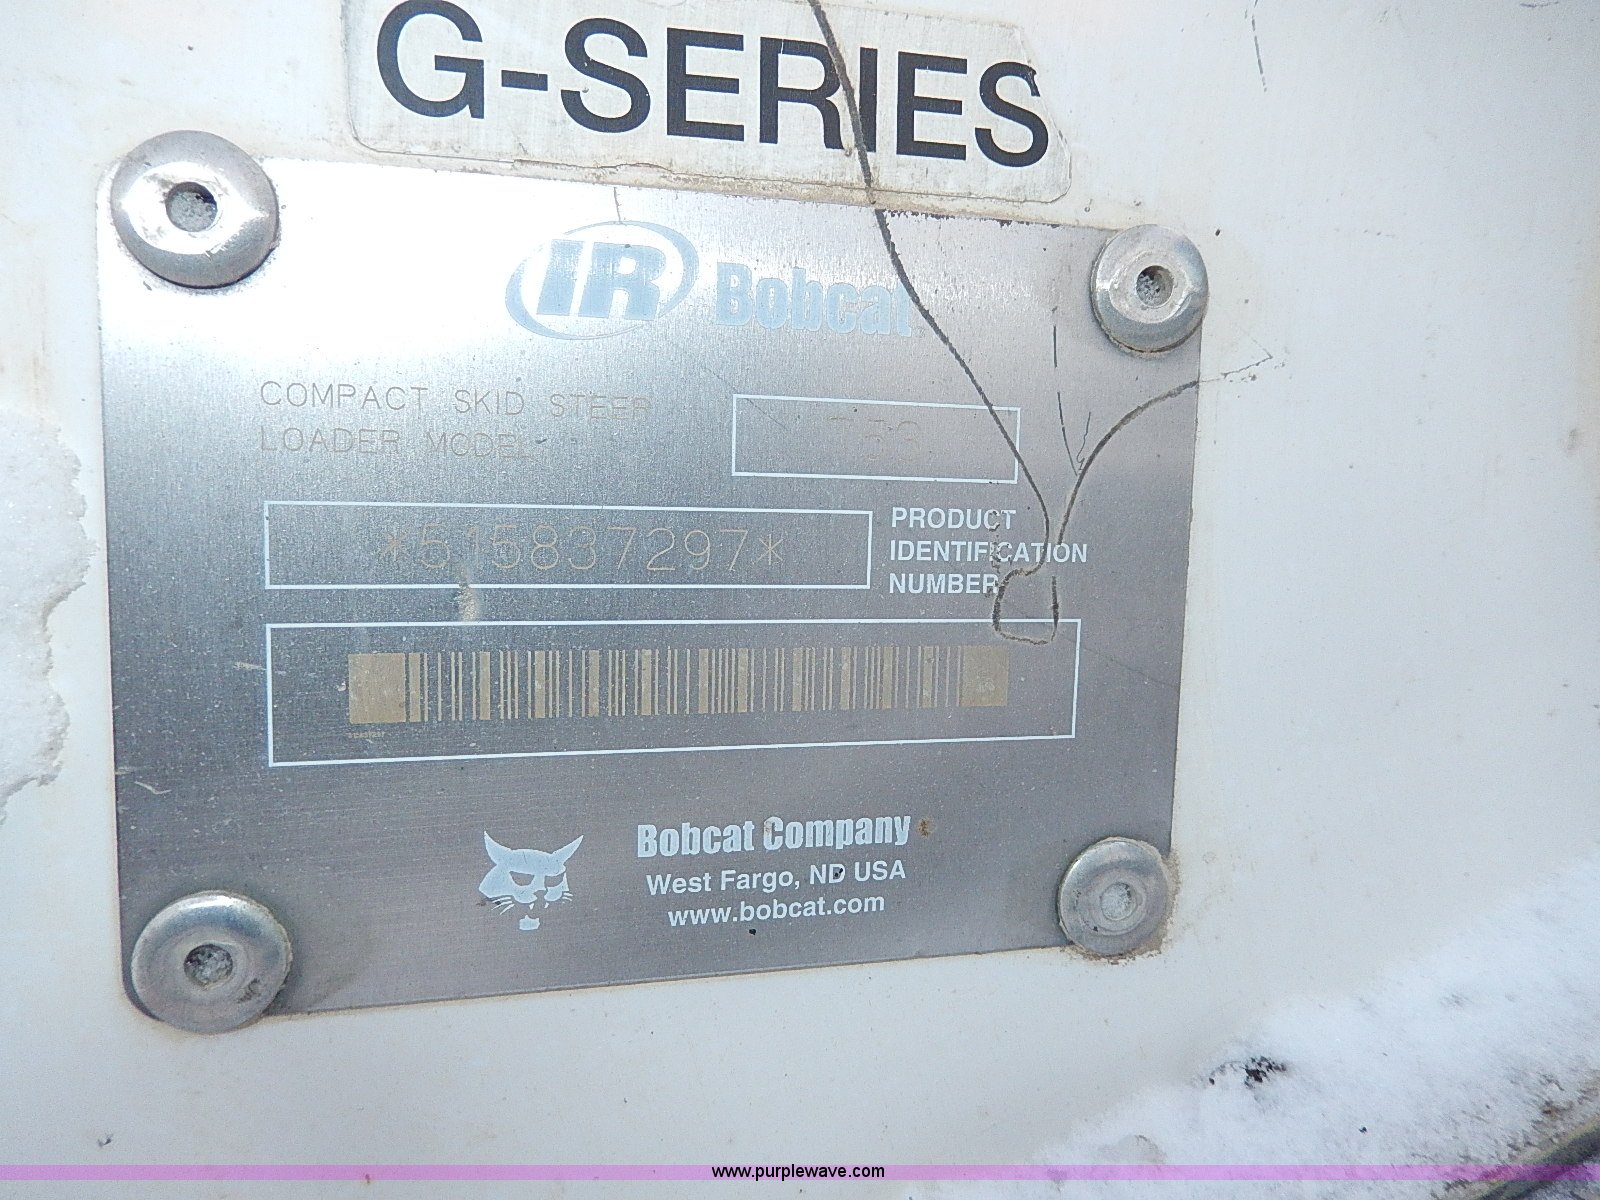 G-SERIES
IR Bobcat
COMPACT SKID STEER
LOADER MODEL
*515837297*
PRODUCT
IDENTIFICATION
NUMBER
Bobcat Company
West Fargo, ND USA
www.bobcat.com
www.purplewave.com